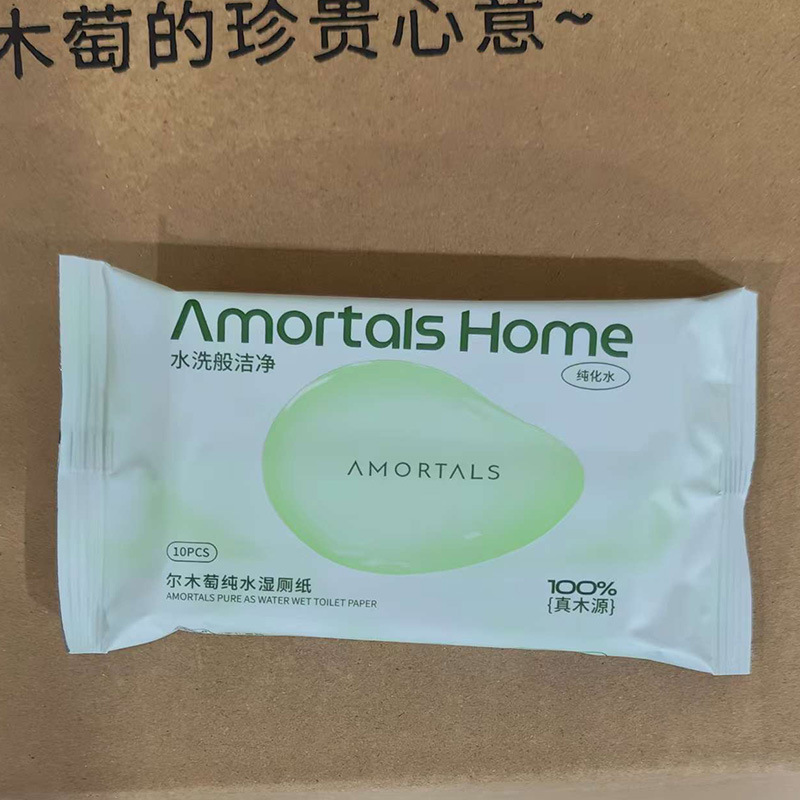 木萄的珍贵心意~
Amortals Home
水洗般洁净
纯化水
AMORTALS
10PCS
尔木萄纯水湿厕纸
AMORTALS PURE AS WATER WET TOILET PAPER
100%
{真木源}